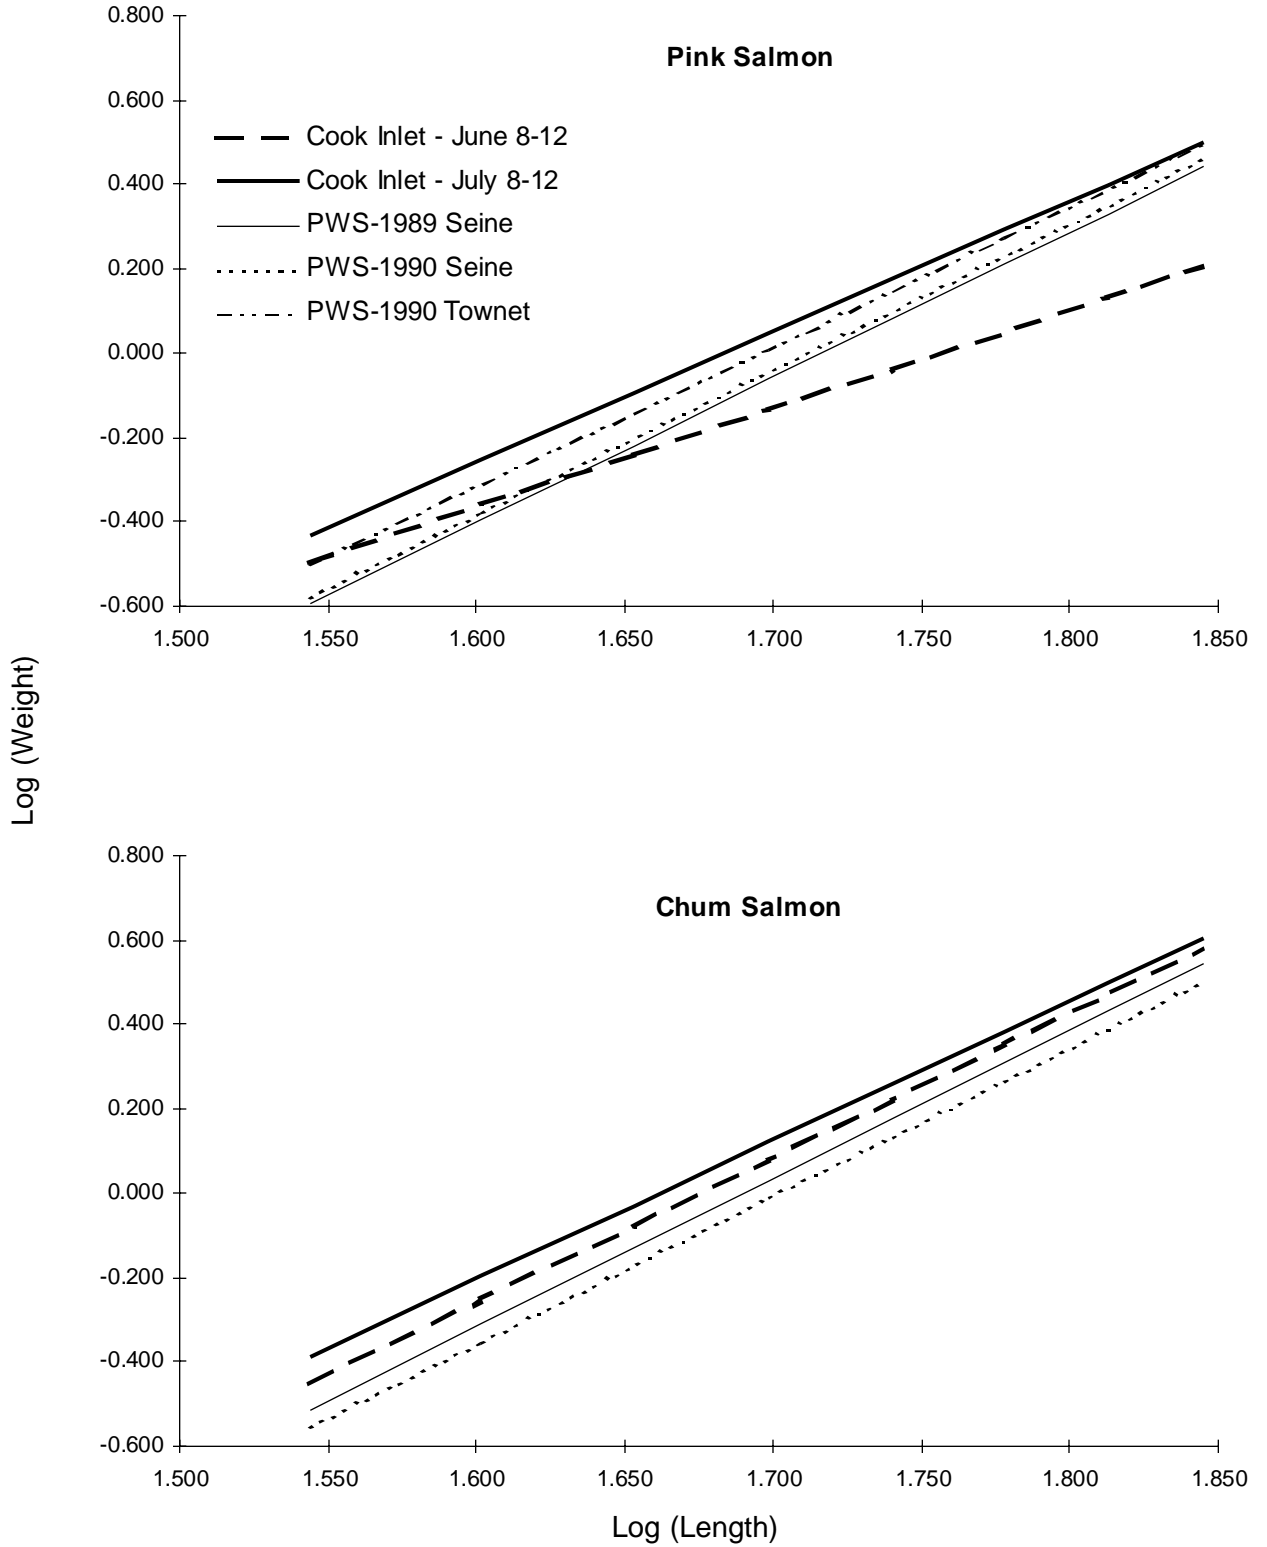 0.800
Pink Salmon
0.600
Cook Inlet - June 8-12
Cook Inlet - July 8-12
0.400
PWS-1989 Seine
PWS-1990 Seine
0.200
PWS-1990 Townet
0.000
-0.200
-0.400
-0.600
1.500 1.550 1.600 1.650 1.700 1.750 1.800 1.850
Log (Weight)
0.800
Chum Salmon
0.600
0.400
0.200
0.000
-0.200
-0.400
-0.600
1.500 1.550 1.600 1.650 1.700 1.750 1.800 1.850
Log (Length)